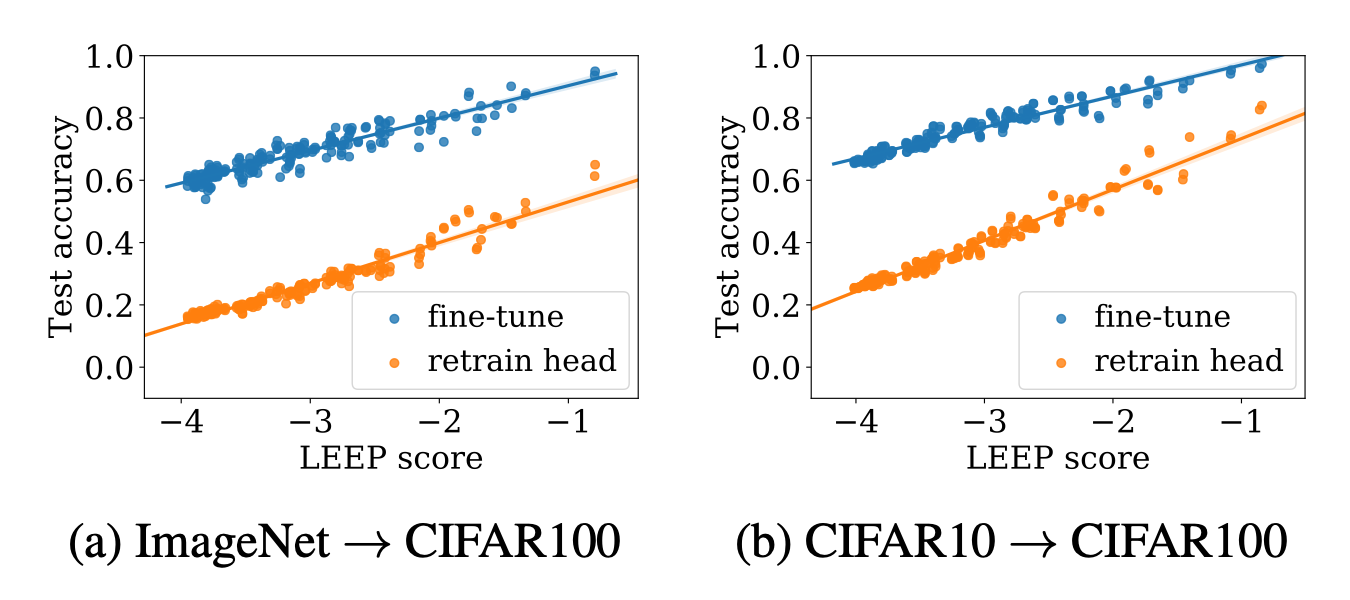 1.0
0.8
0.6
0.4
0.2
0.0
Test accuracy
−4 −3 −2 −1
LEEP score
fine-tune
retrain head
(a) ImageNet → CIFAR100
1.0
0.8
0.6
0.4
0.2
0.0
Test accuracy
−4 −3 −2 −1
LEEP score
fine-tune
retrain head
(b) CIFAR10 → CIFAR100